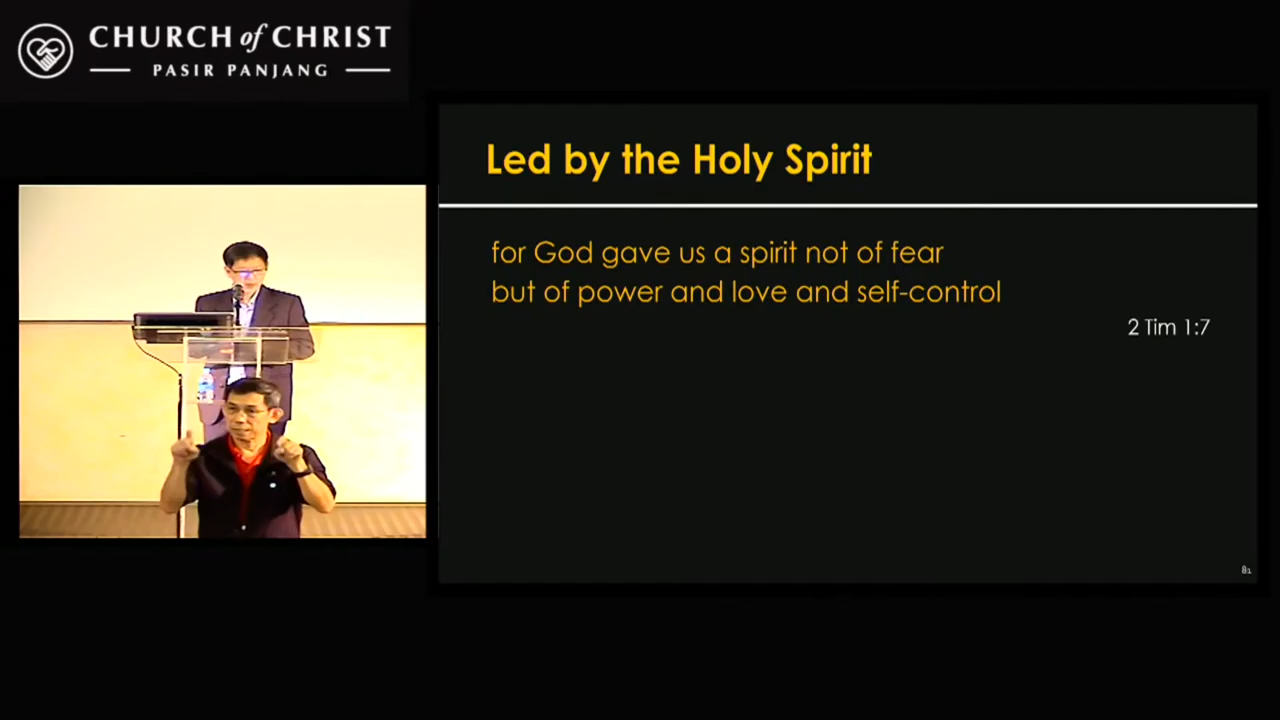 CHURCH of CHRIST
PASIR PANJANG
Led by the Holy Spirit
for God gave us a spirit not of fear
but of power and love and self-control
2 Tim 1:7
81